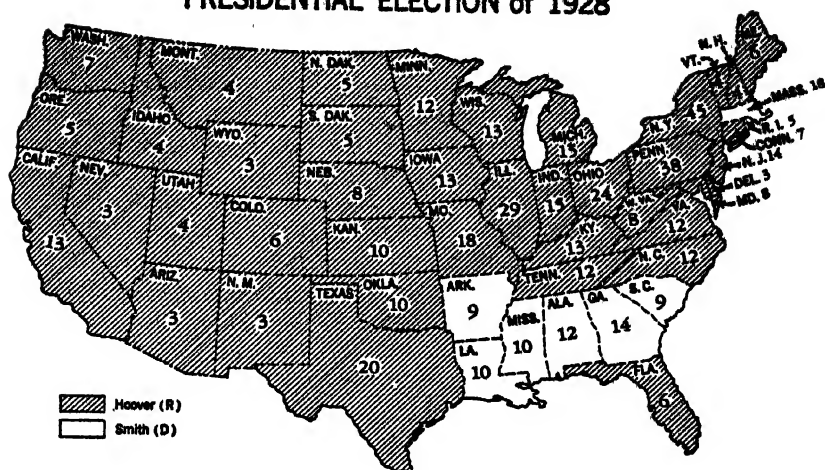 PRESIDENTIAL ELECTION of 1928
WASH.
7
ORE.
5
CALIF.
13
NEV.
3
IDAHO
4
MONT.
4
WYO.
3
UTAH
4
COLO.
6
ARIZ.
3
N. M.
3
N. DAK.
5
S. DAK.
5
NEB.
8
KAN.
10
OKLA.
10
TEXAS
20
MINN.
12
IOWA
13
MO.
18
ARK.
9
LA.
10
WIS.
13
ILL.
29
MICH.
15
IND.
15
OHIO
24
KY.
13
TENN. 12
MISS.
10
ALA.
12
GA.
14
FLA.
6
S. C.
9
N. C. 12
VA.
12
W. VA.
8
PENN.
38
N. Y. 45
VT.
N. H.
ME.
MASS. 18
R. I. 5
CONN. 7
N. J. 14
DEL. 3
MD. 8
Hoover (R)
Smith (D)